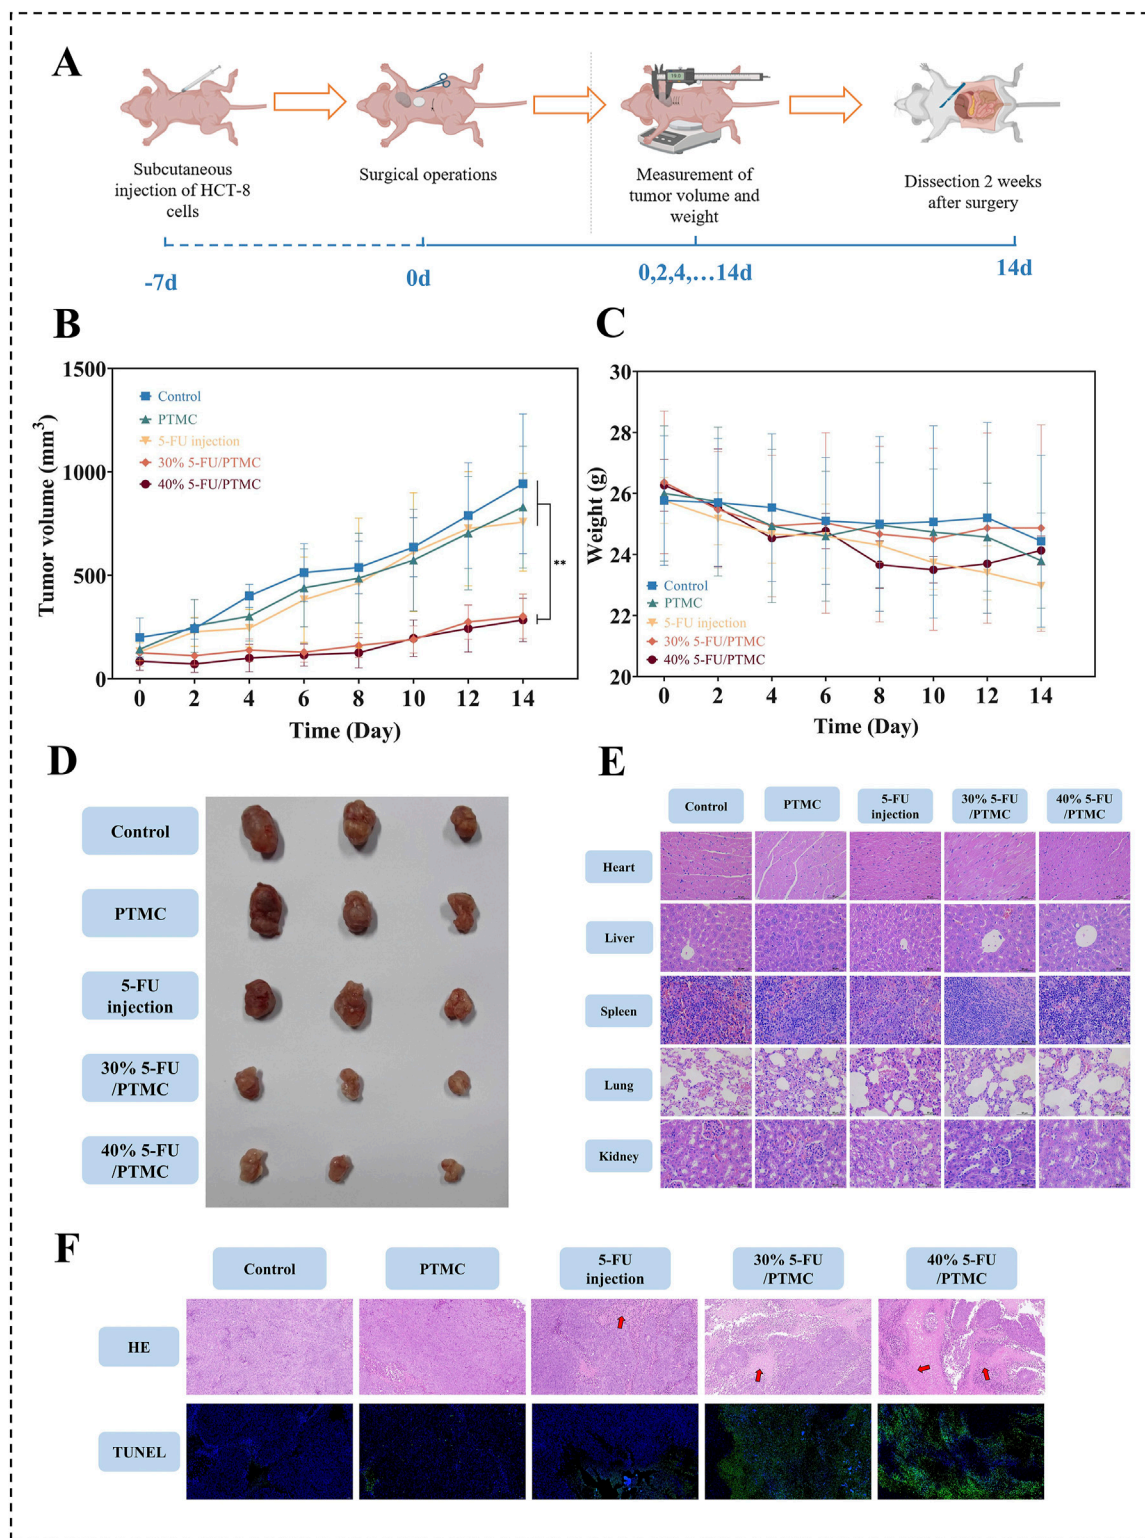 A
Subcutaneous
injection of HCT-8
cells
Surgical operations
Measurement of
tumor volume and
weight
Dissection 2 weeks
after surgery
-7d
0d
0,2,4,…14d
14d
B
Tumor volume (mm³)
1500
1000
500
0
Control
PTMC
5-FU injection
30% 5-FU/PTMC
40% 5-FU/PTMC
**
0 2 4 6 8 10 12 14
Time (Day)
C
Weight (g)
30
28
26
24
22
20
Control
PTMC
5-FU injection
30% 5-FU/PTMC
40% 5-FU/PTMC
0 2 4 6 8 10 12 14
Time (Day)
D
Control
PTMC
5-FU
injection
30% 5-FU
/PTMC
40% 5-FU
/PTMC
E
Control
PTMC
5-FU
injection
30% 5-FU
/PTMC
40% 5-FU
/PTMC
Heart
Liver
Spleen
Lung
Kidney
F
Control
PTMC
5-FU
injection
30% 5-FU
/PTMC
40% 5-FU
/PTMC
HE
TUNEL